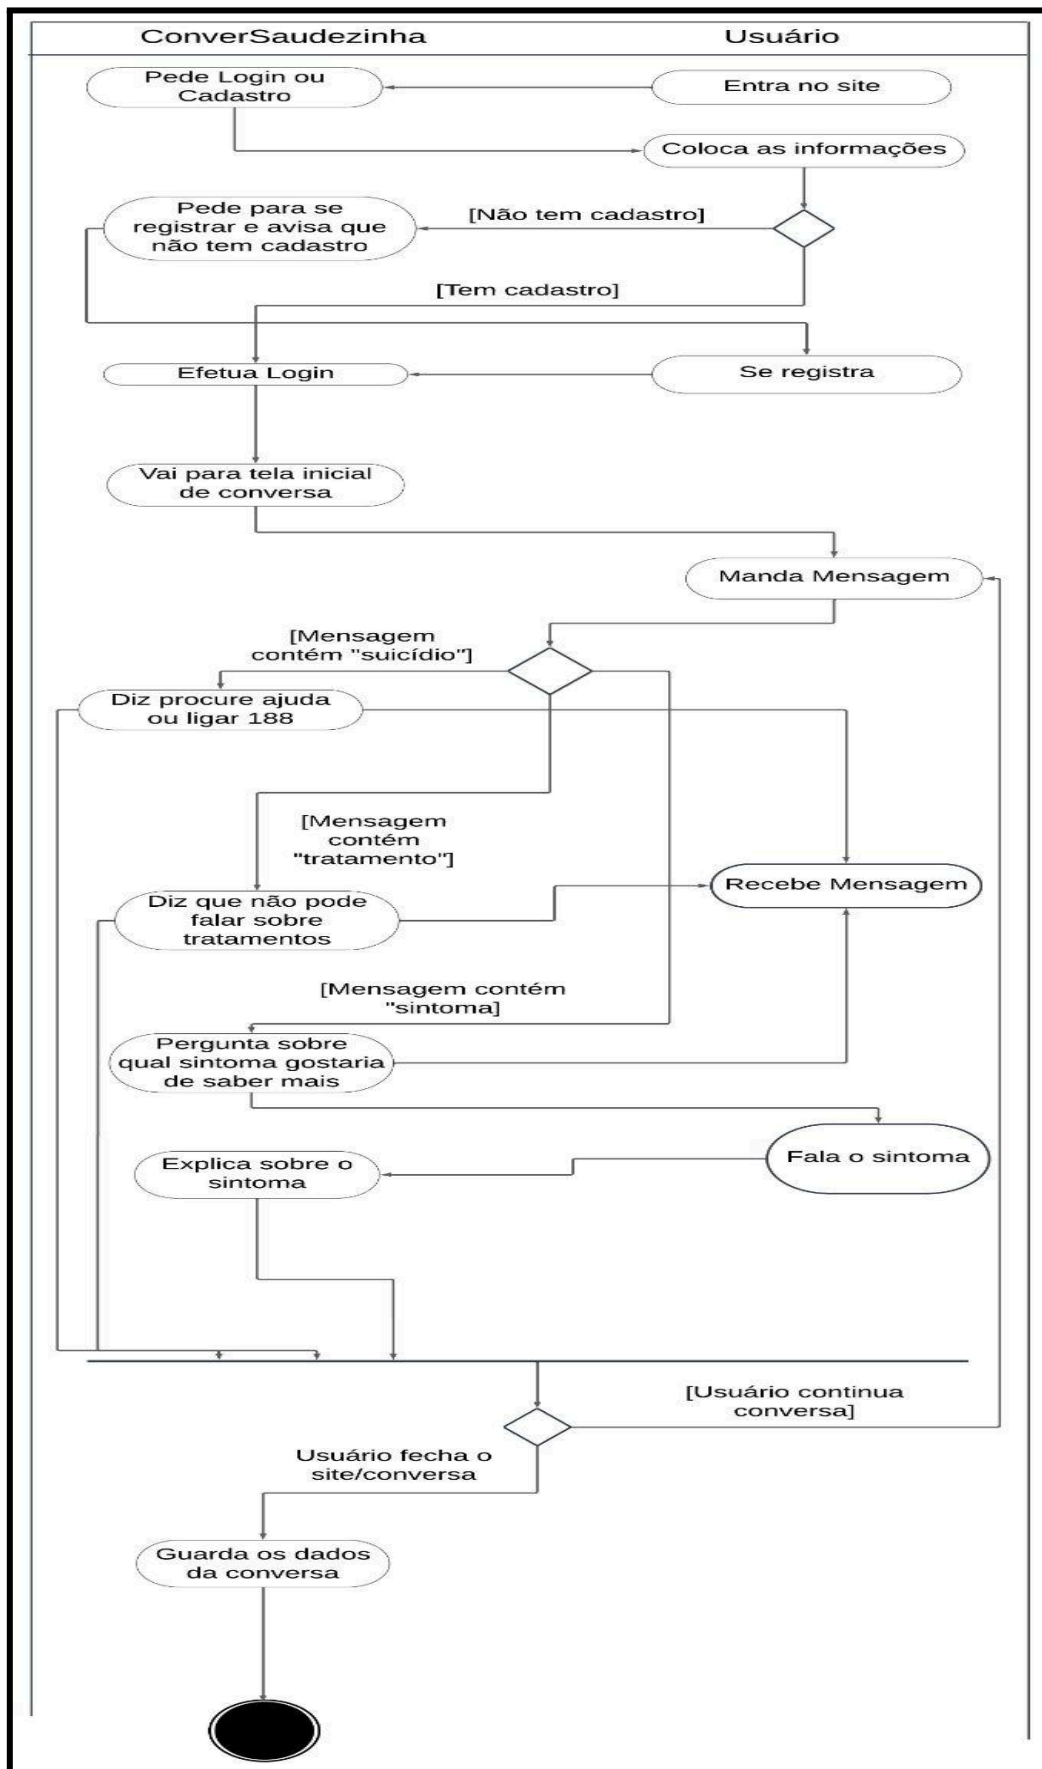 ConverSaudezinha
Usuário
Pede Login ou
Cadastro
Entra no site
Coloca as informações
Pede para se
registrar e avisa que
não tem cadastro
[Não tem cadastro]
[Tem cadastro]
Efetua Login
Se registra
Vai para tela inicial
de conversa
Manda Mensagem
[Mensagem
contém "suicídio"]
Diz procure ajuda
ou ligar 188
[Mensagem
contém
"tratamento"]
Recebe Mensagem
Diz que não pode
falar sobre
tratamentos
[Mensagem contém
"sintoma]
Pergunta sobre
qual sintoma gostaria
de saber mais
Fala o sintoma
Explica sobre o
sintoma
[Usuário continua
conversa]
Usuário fecha o
site/conversa
Guarda os dados
da conversa